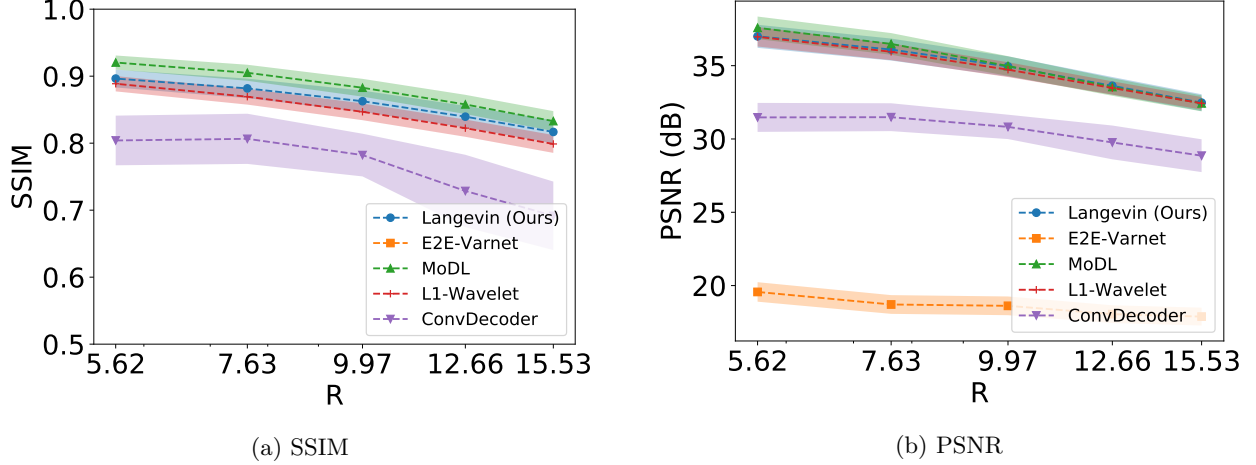 1.0
0.9
0.8
0.7
0.6
0.5
SSIM
Langevin (Ours)
E2E-Varnet
MoDL
L1-Wavelet
ConvDecoder
5.62 7.63 9.97 12.66 15.53
R
(a) SSIM
35
30
25
20
PSNR (dB)
Langevin (Ours)
E2E-Varnet
MoDL
L1-Wavelet
ConvDecoder
5.62 7.63 9.97 12.66 15.53
R
(b) PSNR